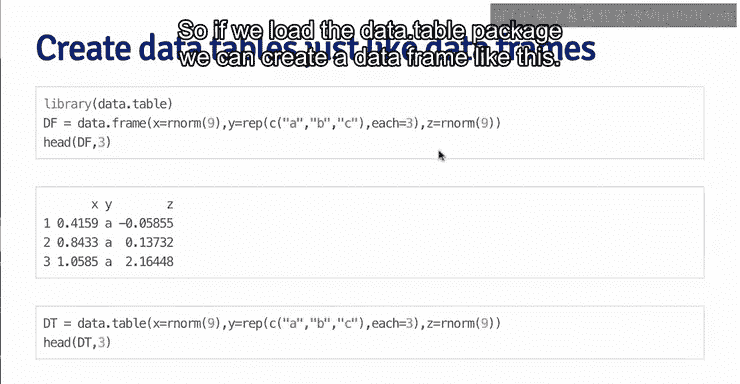 So if we load the data.table package
Create data tables just like data frames
we can create a data frame like this.
library(data.table)
DF = data.frame(x=rnorm(9),y=rep(c("a","b","c"),each=3),z=rnorm(9))
head(DF,3)
x y z
1 0.4159 a -0.05855
2 0.8433 a 0.13732
3 1.0585 a 2.16448
DT = data.table(x=rnorm(9),y=rep(c("a","b","c"),each=3),z=rnorm(9))
head(DT,3)